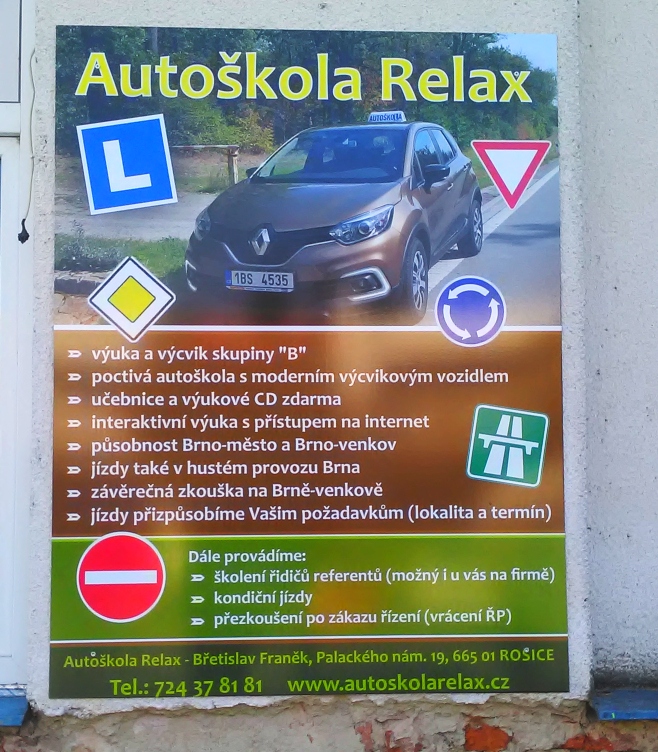 Autoškola Relax
AUTOŠKOLA
L
1BS 4535
výuka a výcvik skupiny "B"
poctivá autoškola s moderním výcvikovým vozidlem
učebnice a výukové CD zdarma
interaktivní výuka s přístupem na internet
působnost Brno-město a Brno-venkov
jízdy také v hustém provozu Brna
závěrečná zkouška na Brně-venkově
jízdy přizpůsobíme Vašim požadavkům (lokalita a termín)
Dále provádíme:
školení řidičů referentů (možný i u vás na firmě)
kondiční jízdy
přezkoušení po zákazu řízení (vrácení ŘP)
Autoškola Relax - Břetislav Franěk, Palackého nám. 19, 665 01 ROSICE
Tel.: 724 37 81 81 www.autoskolarelax.cz